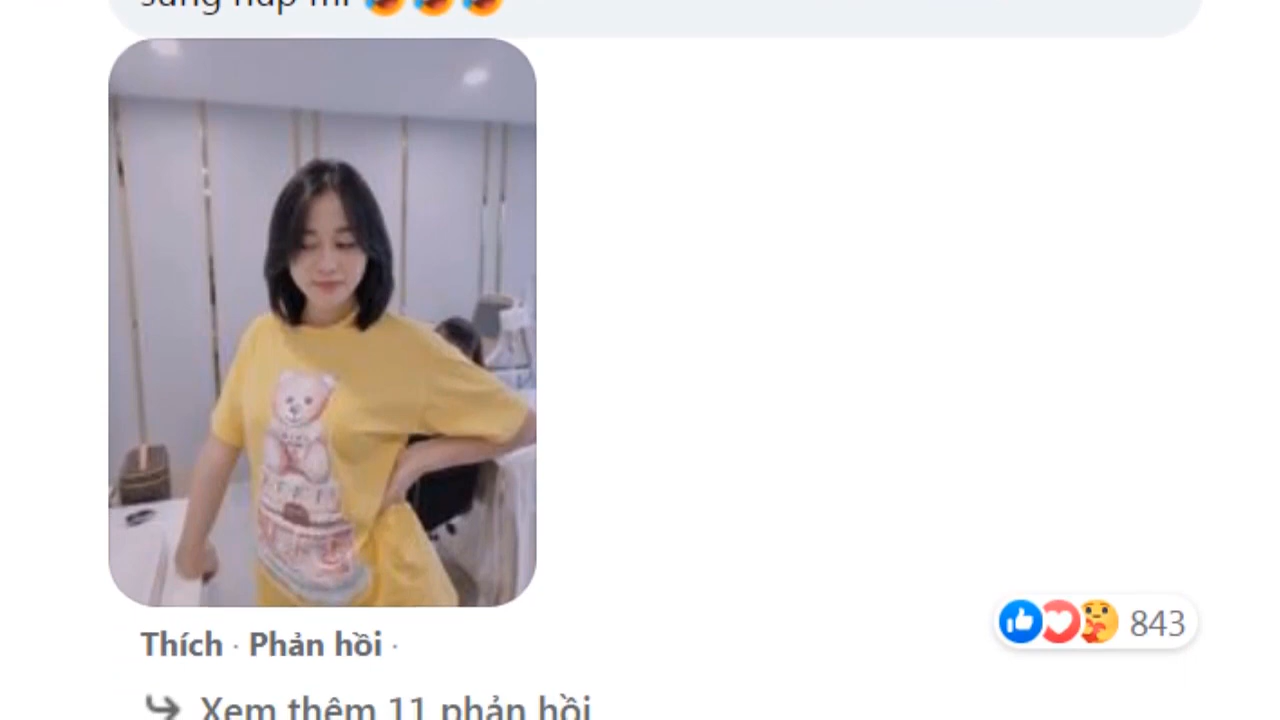 Thích · Phản hồi ·
843
Xem thêm 11 phản hồi